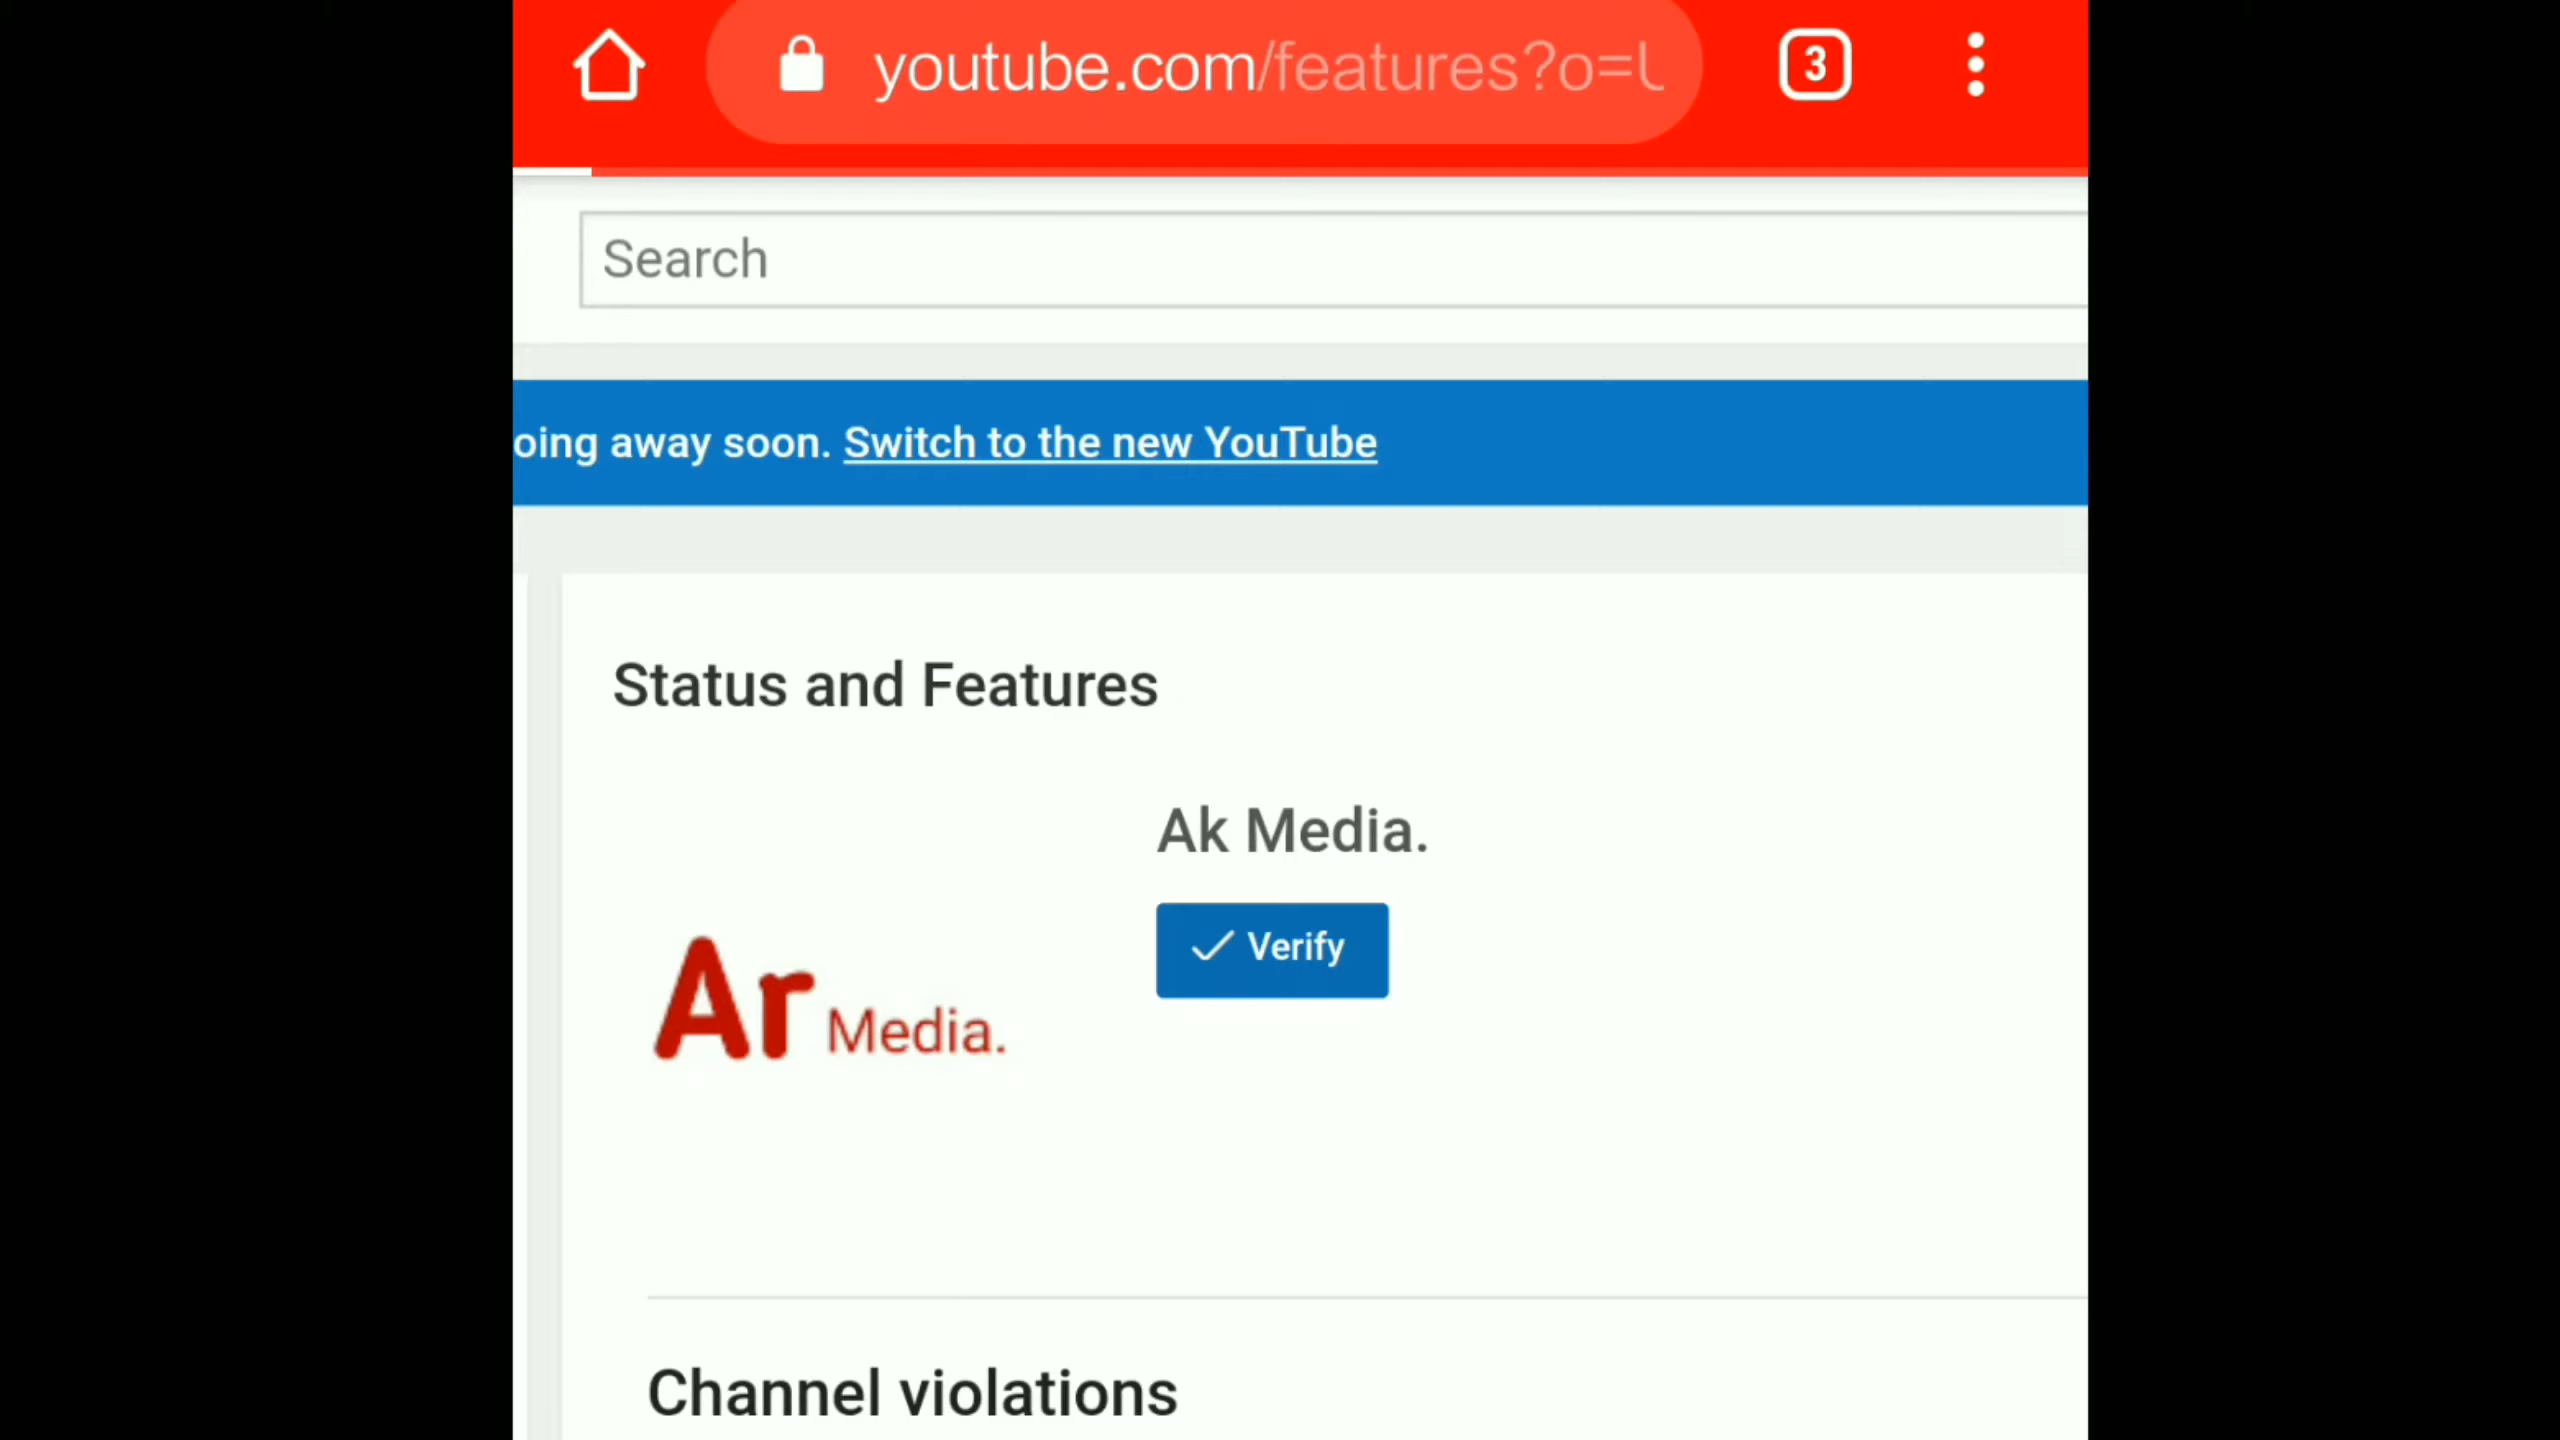 youtube.com/features?o=U
3
Search
oing away soon. Switch to the new YouTube
Status and Features
Ak Media.
Verify
Ar Media.
Channel violations